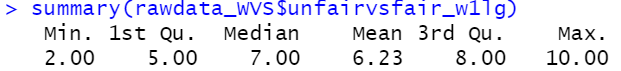 > summary(rawdata_WVS$unfairvsfair_w1lg)
Min. 1st Qu. Median Mean 3rd Qu. Max.
2.00 5.00 7.00 6.23 8.00 10.00